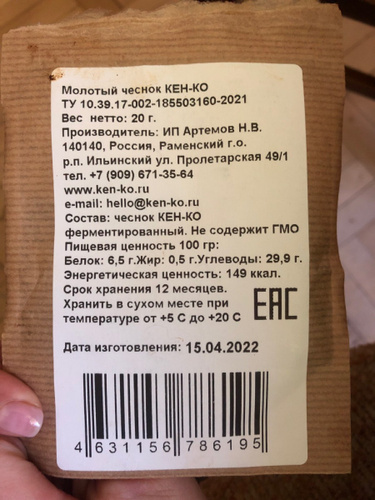 Молотый чеснок КЕН-КО
ТУ 10.39.17-002-185503160-2021
Вес нетто: 20 г.
Производитель: ИП Артемов Н.В.
140140, Россия, Раменский г.о.
р.п. Ильинский ул. Пролетарская 49/1
тел. +7 (909) 671-35-64
www.ken-ko.ru
e-mail: hello@ken-ko.ru
Состав: чеснок КЕН-КО
ферментированный. Не содержит ГМО
Пищевая ценность 100 гр:
Белок: 6,5 г.Жир: 0,5 г.Углеводы: 29,9 г.
Энергетическая ценность: 149 ккал.
Срок хранения 12 месяцев.
Хранить в сухом месте при
температуре от +5 С до +20 С
EAC
Дата изготовления: 15.04.2022
4 631156 786195